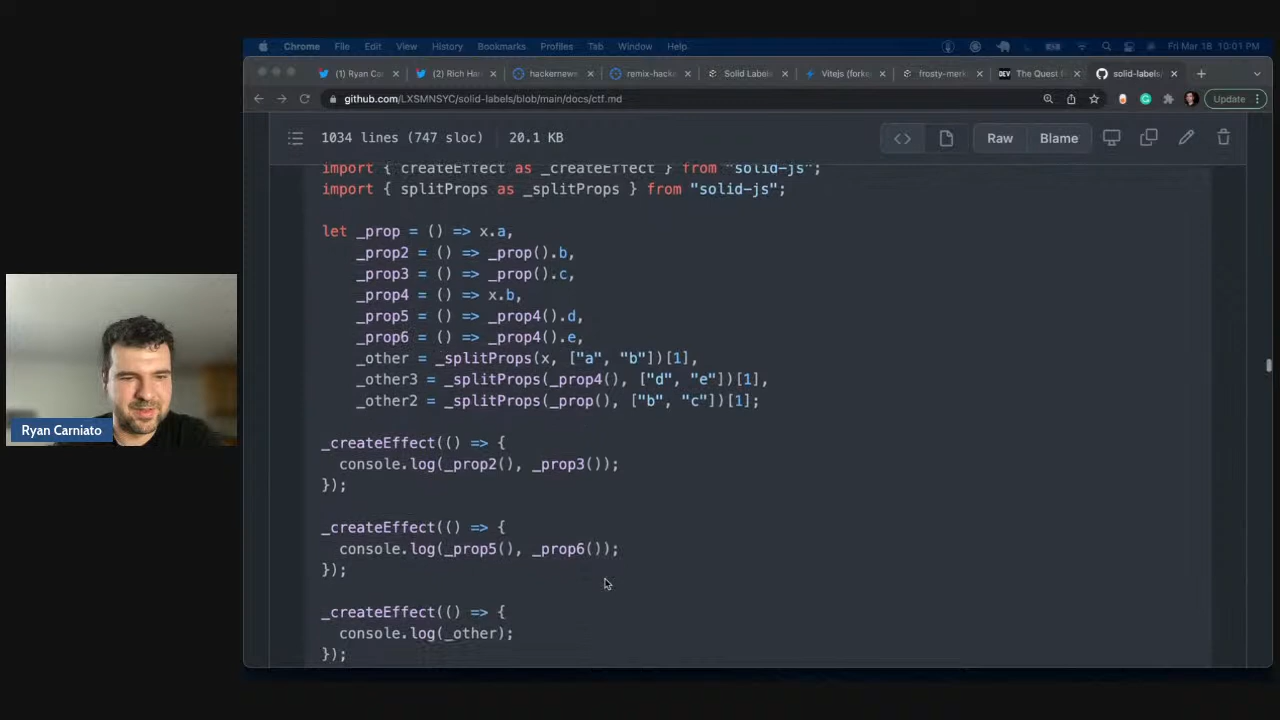 Chrome File Edit View History Bookmarks Profiles Tab Window Help Fri Mar 18 10:01 PM
(1) Ryan Ca (2) Rich Ha hackernew remix-hack Solid Labels Vitejs (fork frosty-merk DEV The Quest f solid-labels/
github.com/LXSMNSYC/solid-labels/blob/main/docs/ctf.md Update
1034 lines (747 sloc) 20.1 KB Raw Blame
import { createEffect as _createEffect } from "solid-js";
import { splitProps as _splitProps } from "solid-js";
let _prop = () => x.a,
_prop2 = () => _prop().b,
_prop3 = () => _prop().c,
_prop4 = () => x.b,
_prop5 = () => _prop4().d,
_prop6 = () => _prop4().e,
_other = _splitProps(x, ["a", "b"])[1],
_other3 = _splitProps(_prop4(), ["d", "e"])[1],
_other2 = _splitProps(_prop(), ["b", "c"])[1];
_createEffect(() => {
console.log(_prop2(), _prop3());
});
_createEffect(() => {
console.log(_prop5(), _prop6());
});
_createEffect(() => {
console.log(_other);
});
Ryan Carniato